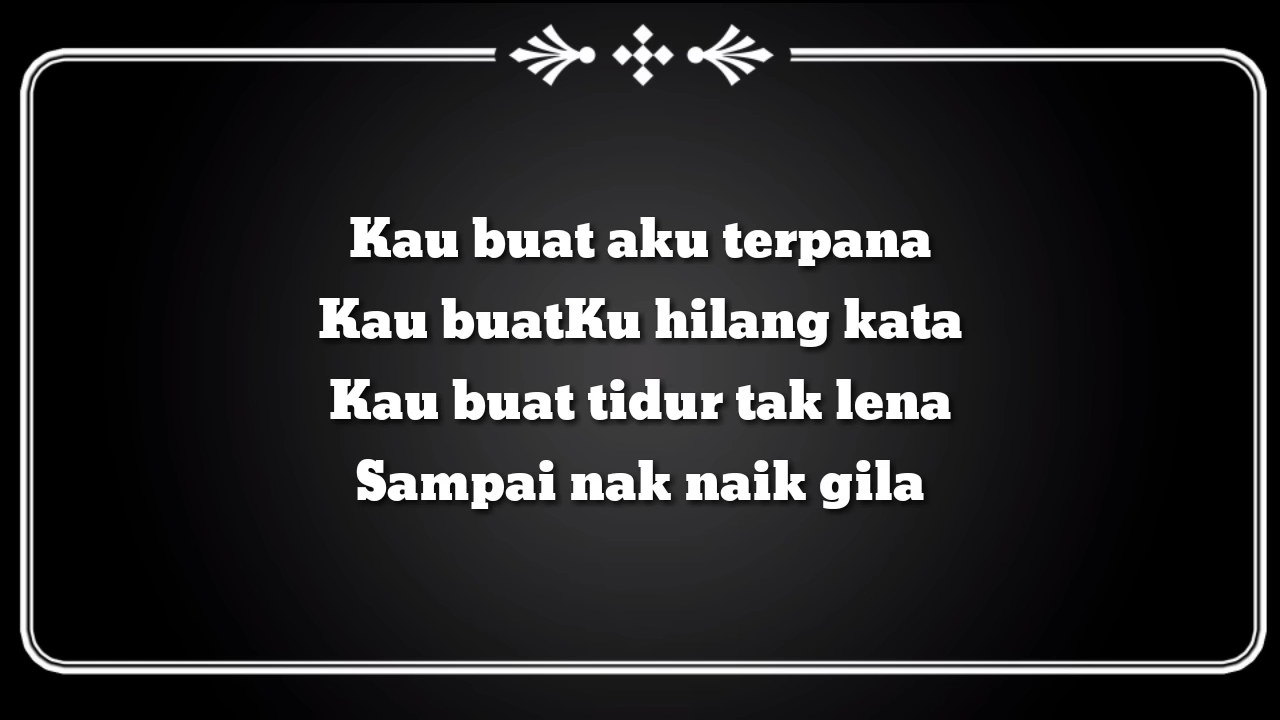 Kau buat aku terpana
Kau buatKu hilang kata
Kau buat tidur tak lena
Sampai nak naik gila